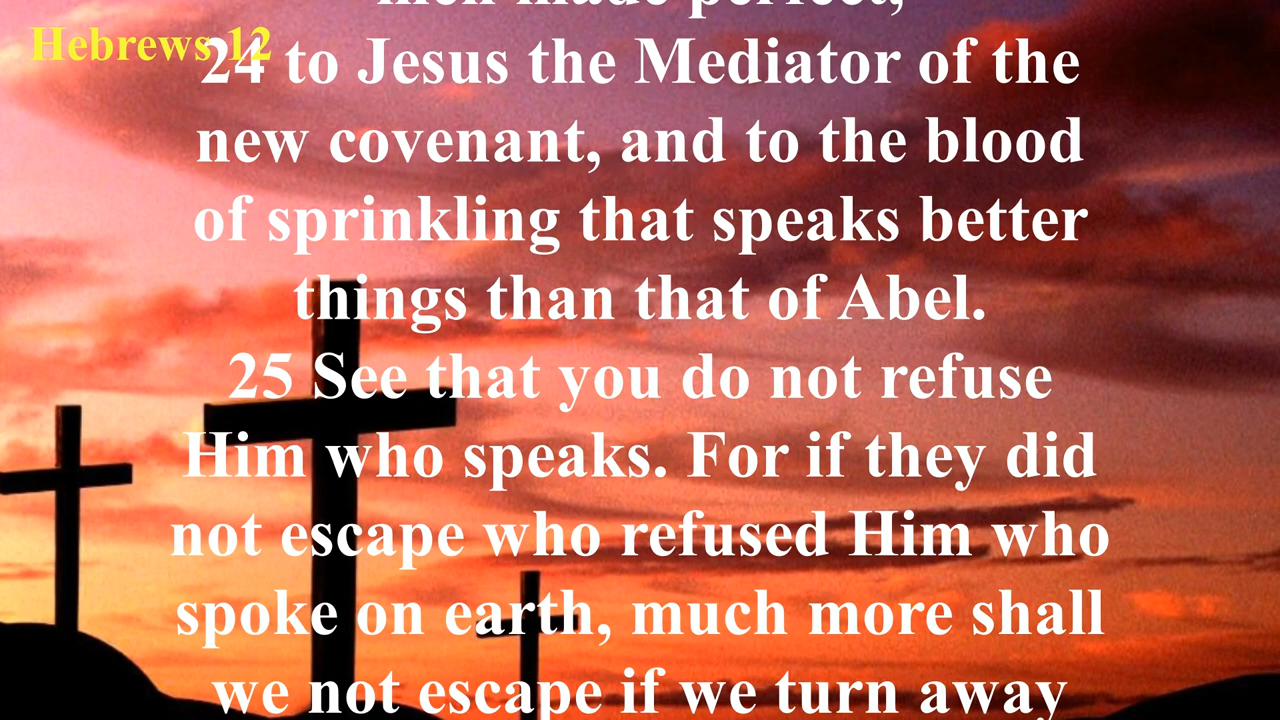 men made perfect,
Hebrews 12
24 to Jesus the Mediator of the
new covenant, and to the blood
of sprinkling that speaks better
things than that of Abel.
25 See that you do not refuse
Him who speaks. For if they did
not escape who refused Him who
spoke on earth, much more shall
we not escape if we turn away